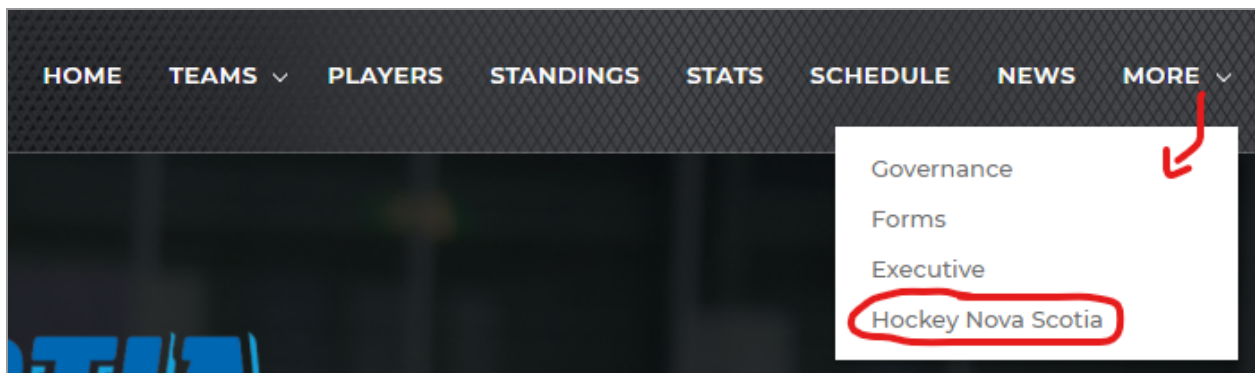 HOME TEAMS PLAYERS STANDINGS STATS SCHEDULE NEWS MORE
Governance
Forms
Executive
Hockey Nova Scotia